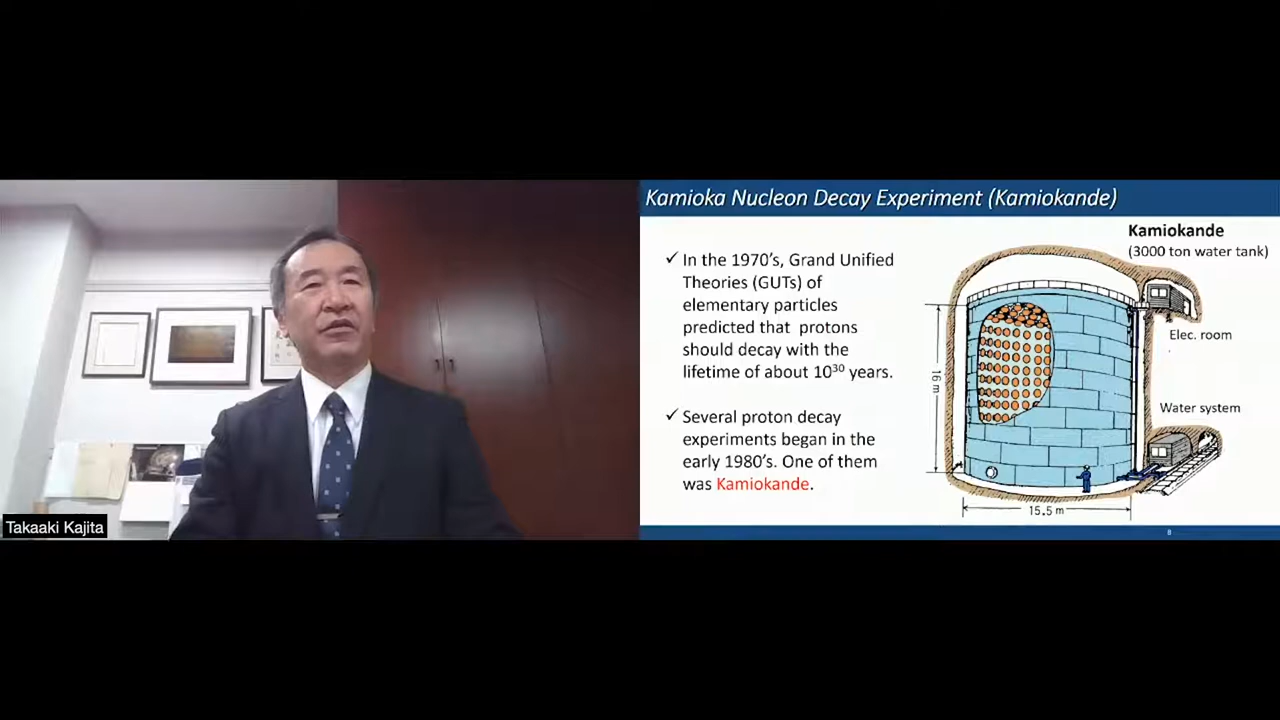 Kamioka Nucleon Decay Experiment (Kamiokande)
✓ In the 1970's, Grand Unified
Theories (GUTs) of
elementary particles
predicted that protons
should decay with the
lifetime of about 10³⁰ years.
✓ Several proton decay
experiments began in the
early 1980's. One of them
was Kamiokande.
Kamiokande
(3000 ton water tank)
Elec. room
16 m
Water system
15.5 m
8
Takaaki Kajita